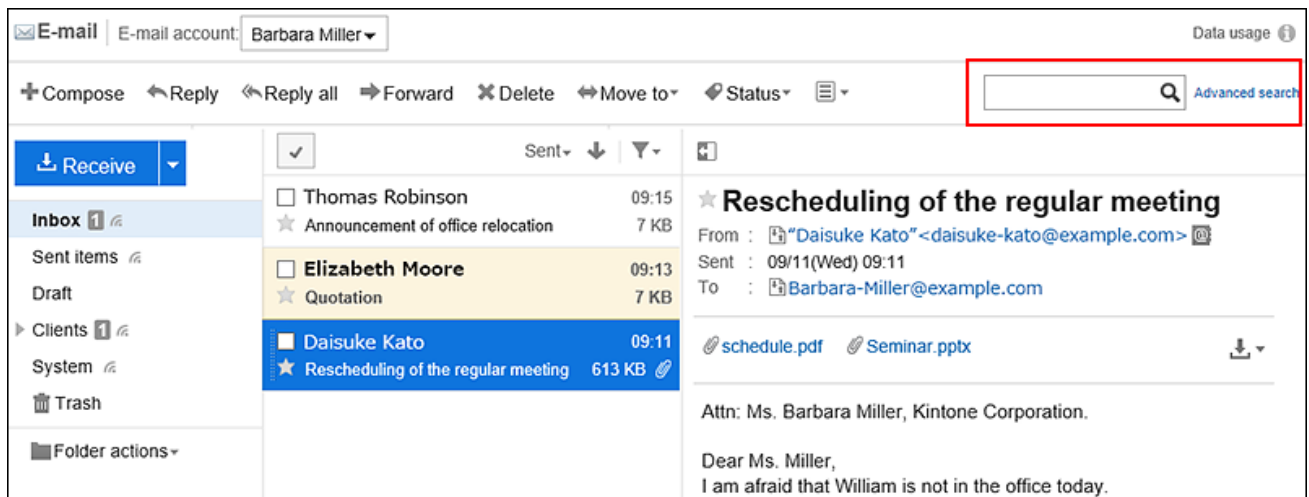 E-mail E-mail account: Barbara Miller Data usage
Compose Reply Reply all Forward Delete Move to Status Advanced search
Receive
Inbox 1
Sent items
Draft
Clients 1
System
Trash
Folder actions
Sent
Thomas Robinson 09:15
Announcement of office relocation 7 KB
Elizabeth Moore 09:13
Quotation 7 KB
Daisuke Kato 09:11
Rescheduling of the regular meeting 613 KB
Rescheduling of the regular meeting
From : "Daisuke Kato"<daisuke-kato@example.com>
Sent : 09/11(Wed) 09:11
To : Barbara-Miller@example.com
schedule.pdf Seminar.pptx
Attn: Ms. Barbara Miller, Kintone Corporation.
Dear Ms. Miller,
I am afraid that William is not in the office today.